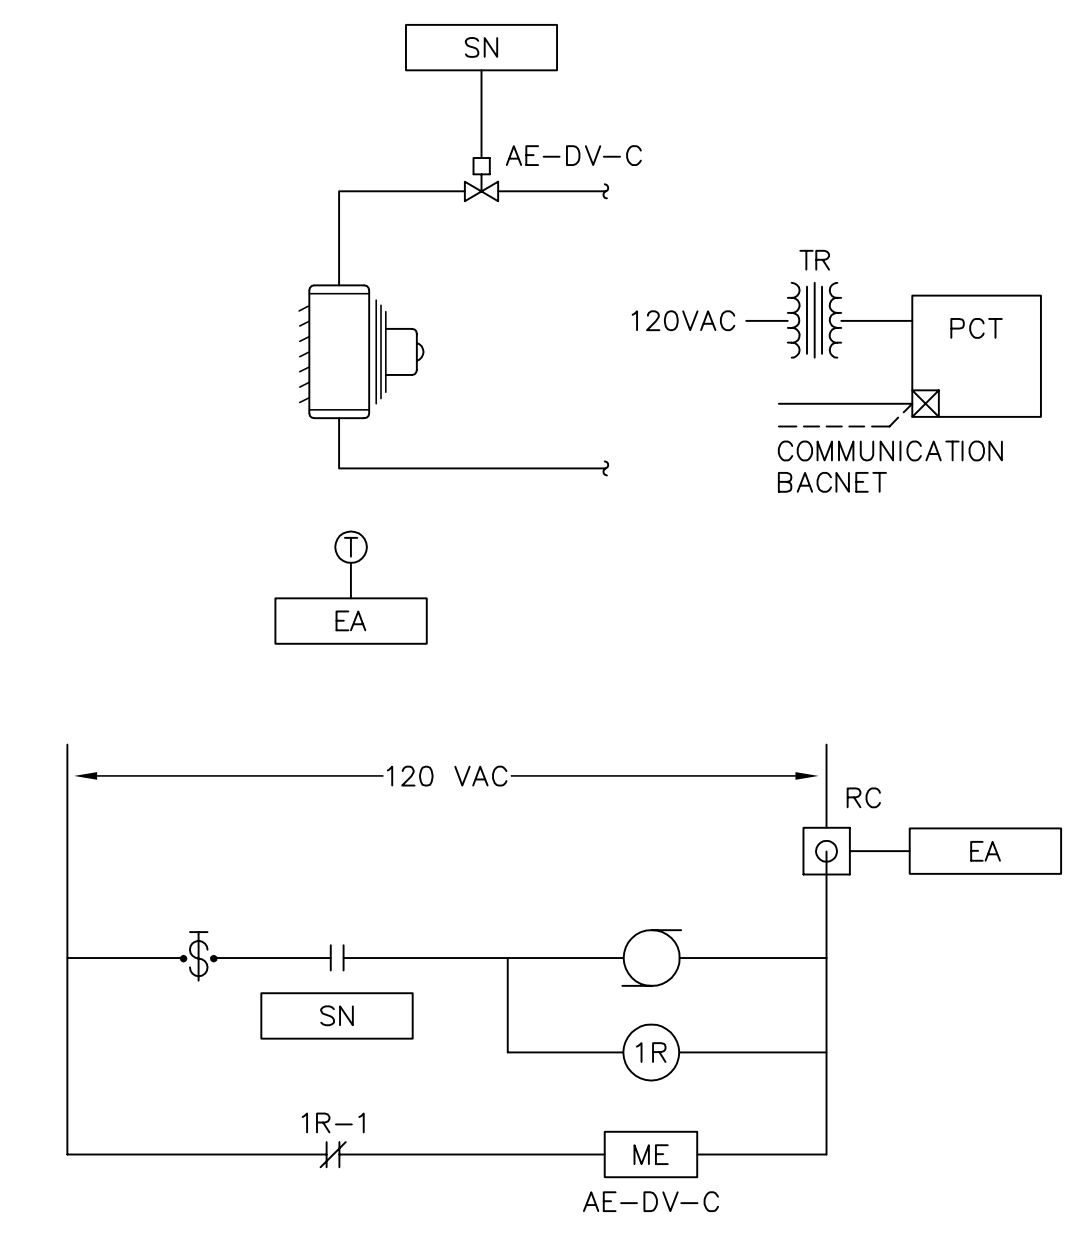 SN
AE-DV-C
TR
120VAC
PCT
COMMUNICATION
BACNET
T
EA
120 VAC
RC
EA
$
SN
1R
1R-1
ME
AE-DV-C